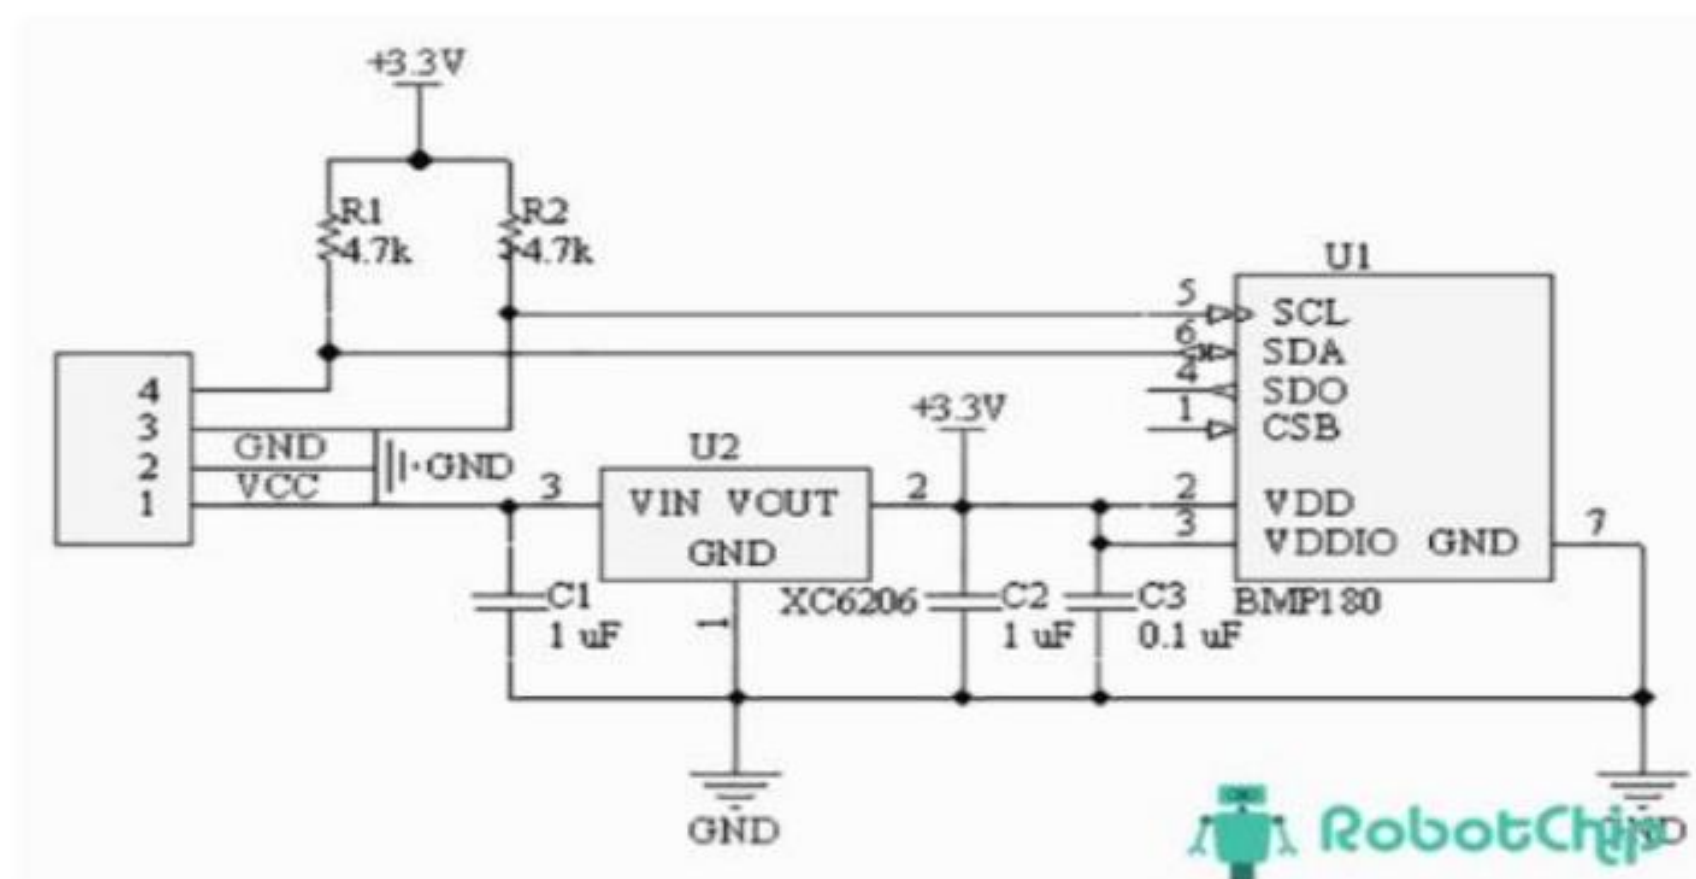 +3.3V
R1
4.7k
R2
4.7k
U1
5
SCL
6
SDA
4
SDO
1
CSB
4
3
GND
2
GND
VCC
1
+3.3V
U2
3
VIN VOUT
GND
2
1
XC6206
2
VDD
3
VDDIO GND
7
BMP180
C1
1 uF
C2
1 uF
C3
0.1 uF
GND
RobotChip
GND